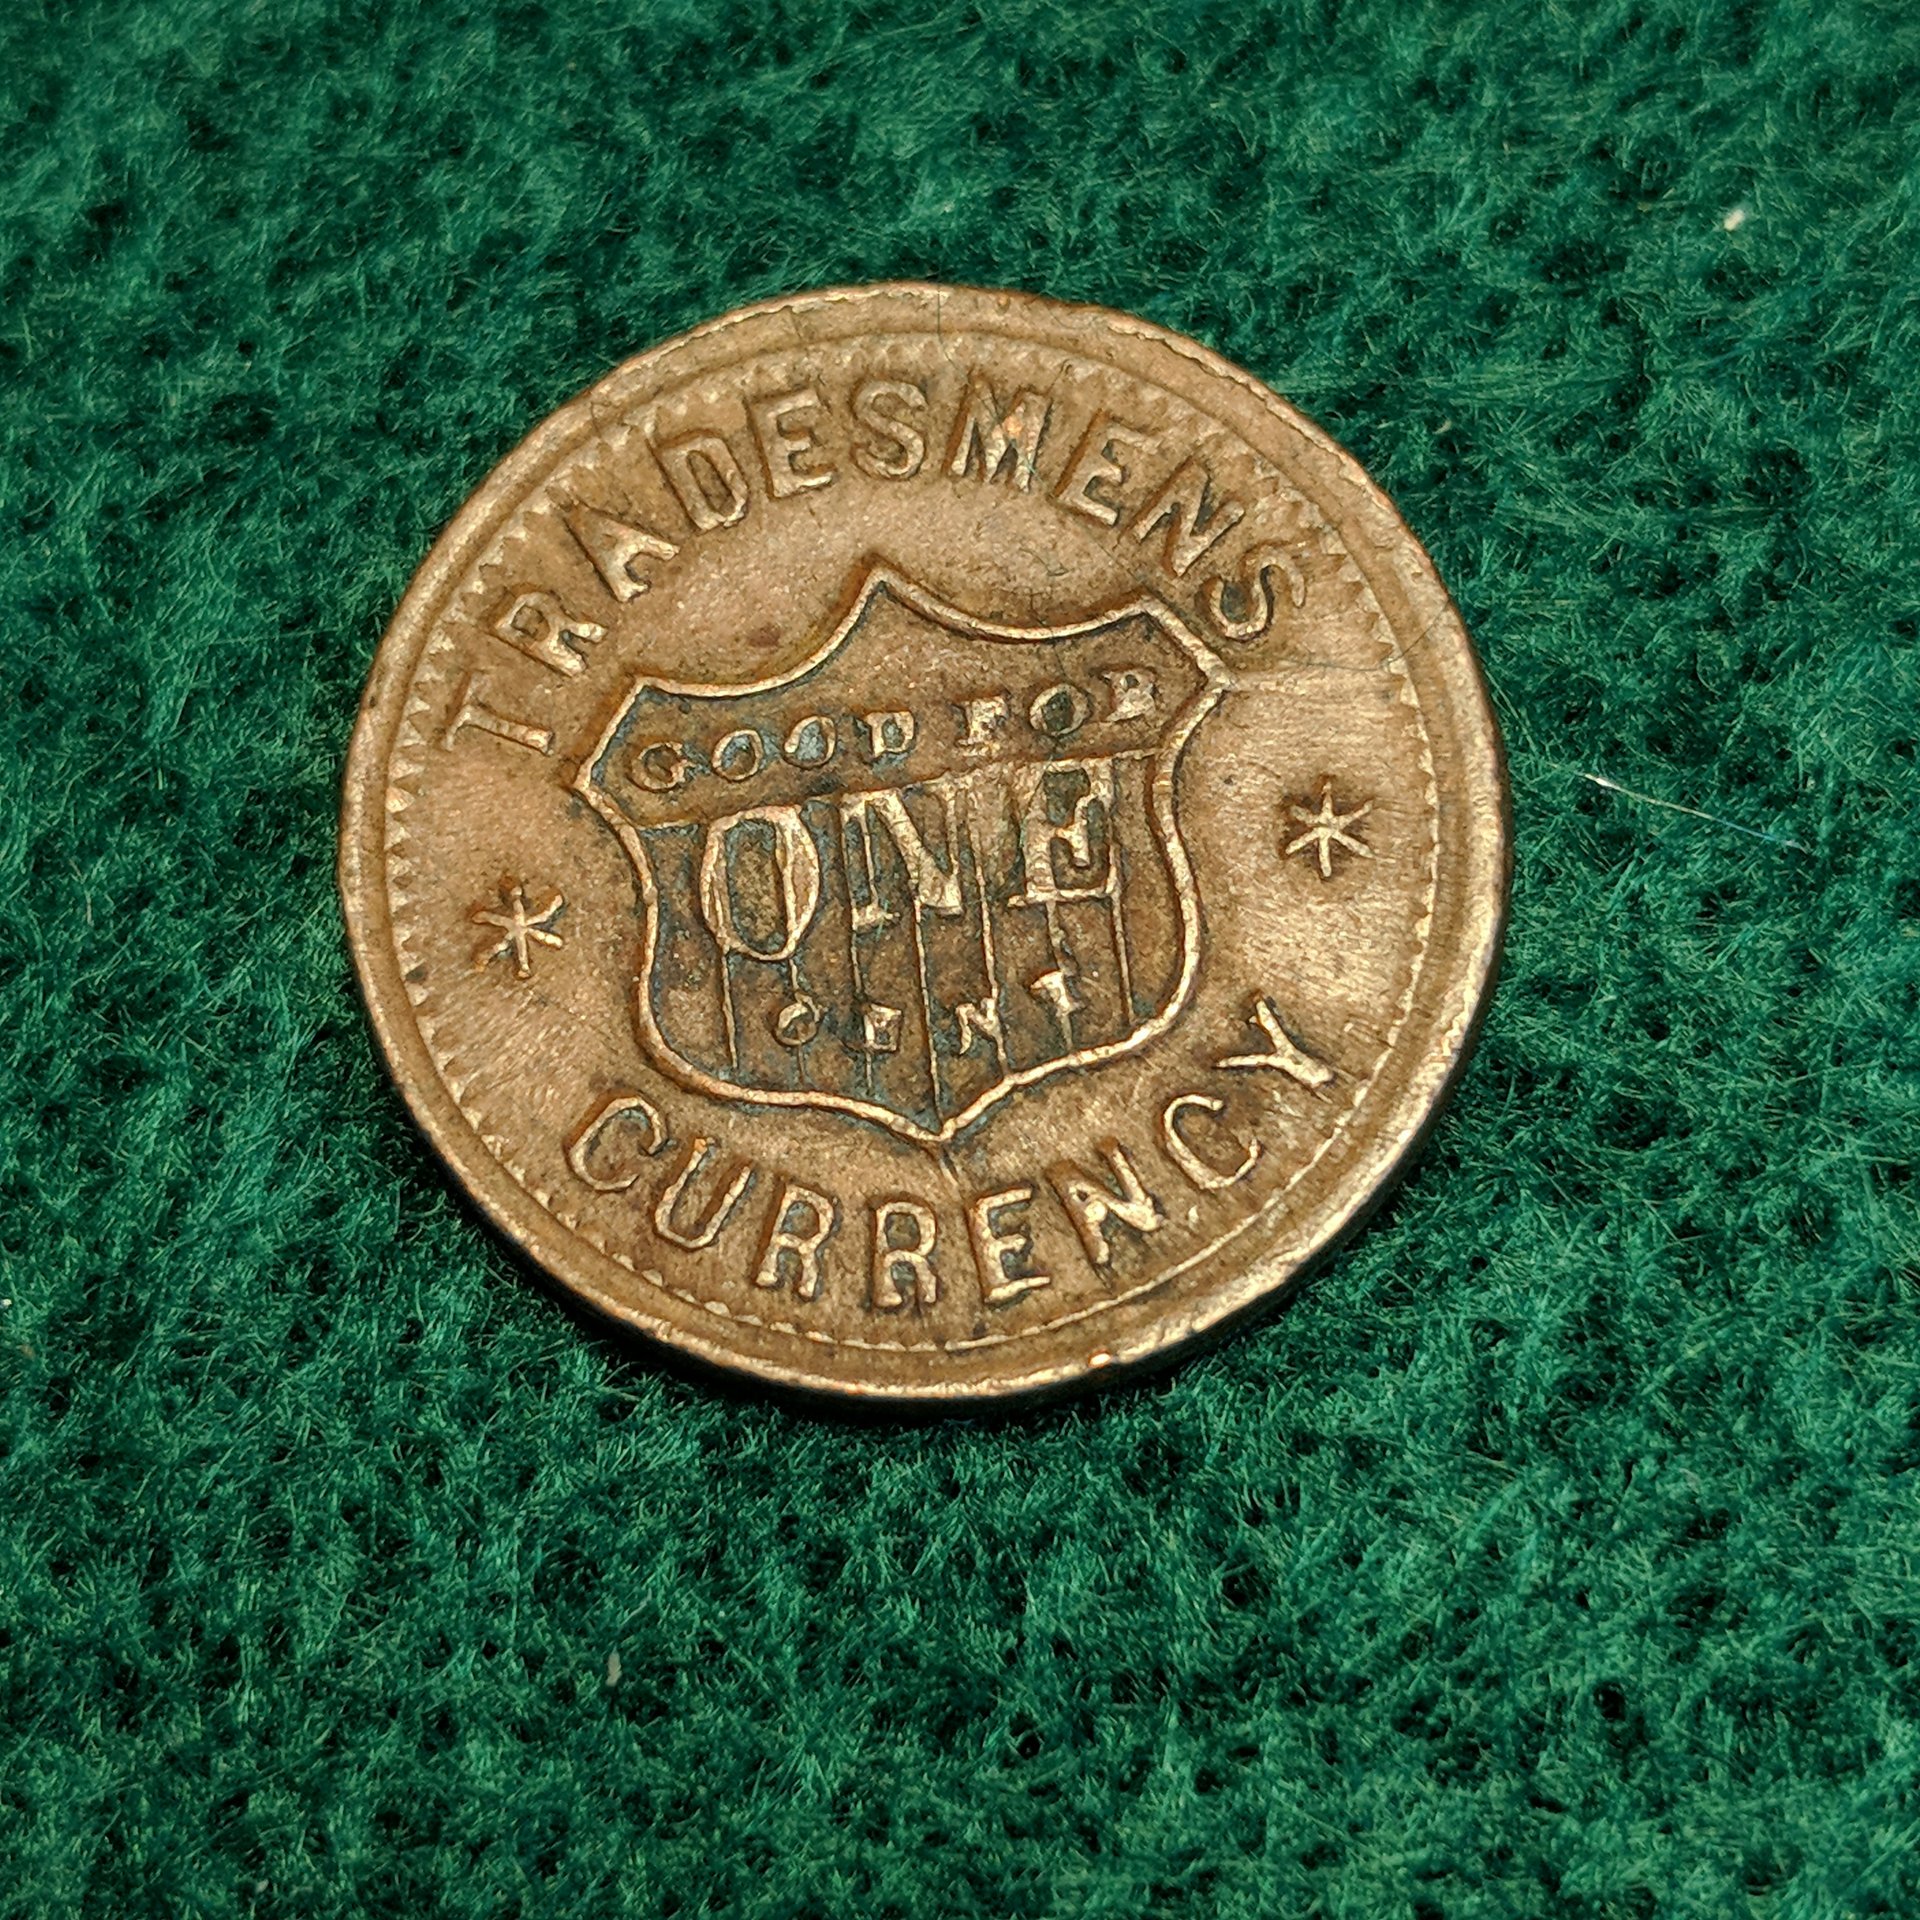 TRADESMENS
GOOD FOR
ONE
CENT
CURRENCY